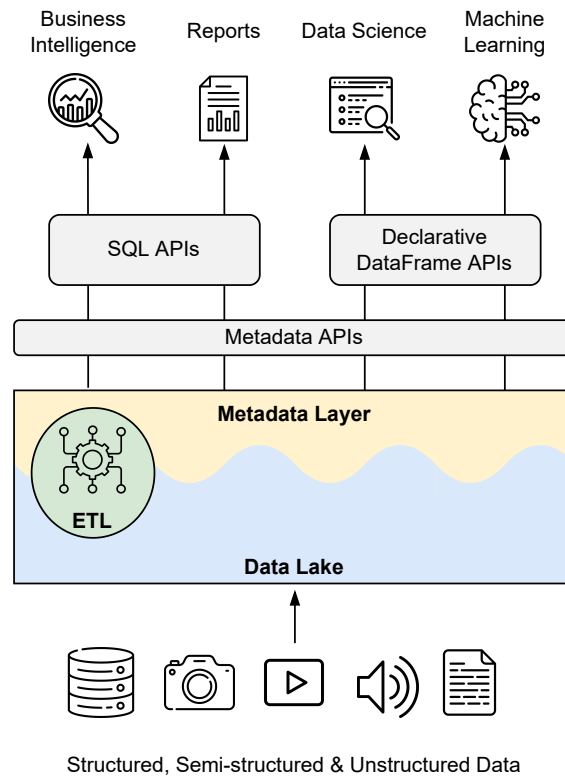 Business
Intelligence
Reports
Data Science
Machine
Learning
SQL APIs
Declarative
DataFrame APIs
Metadata APIs
Metadata Layer
ETL
Data Lake
Structured, Semi-structured & Unstructured Data